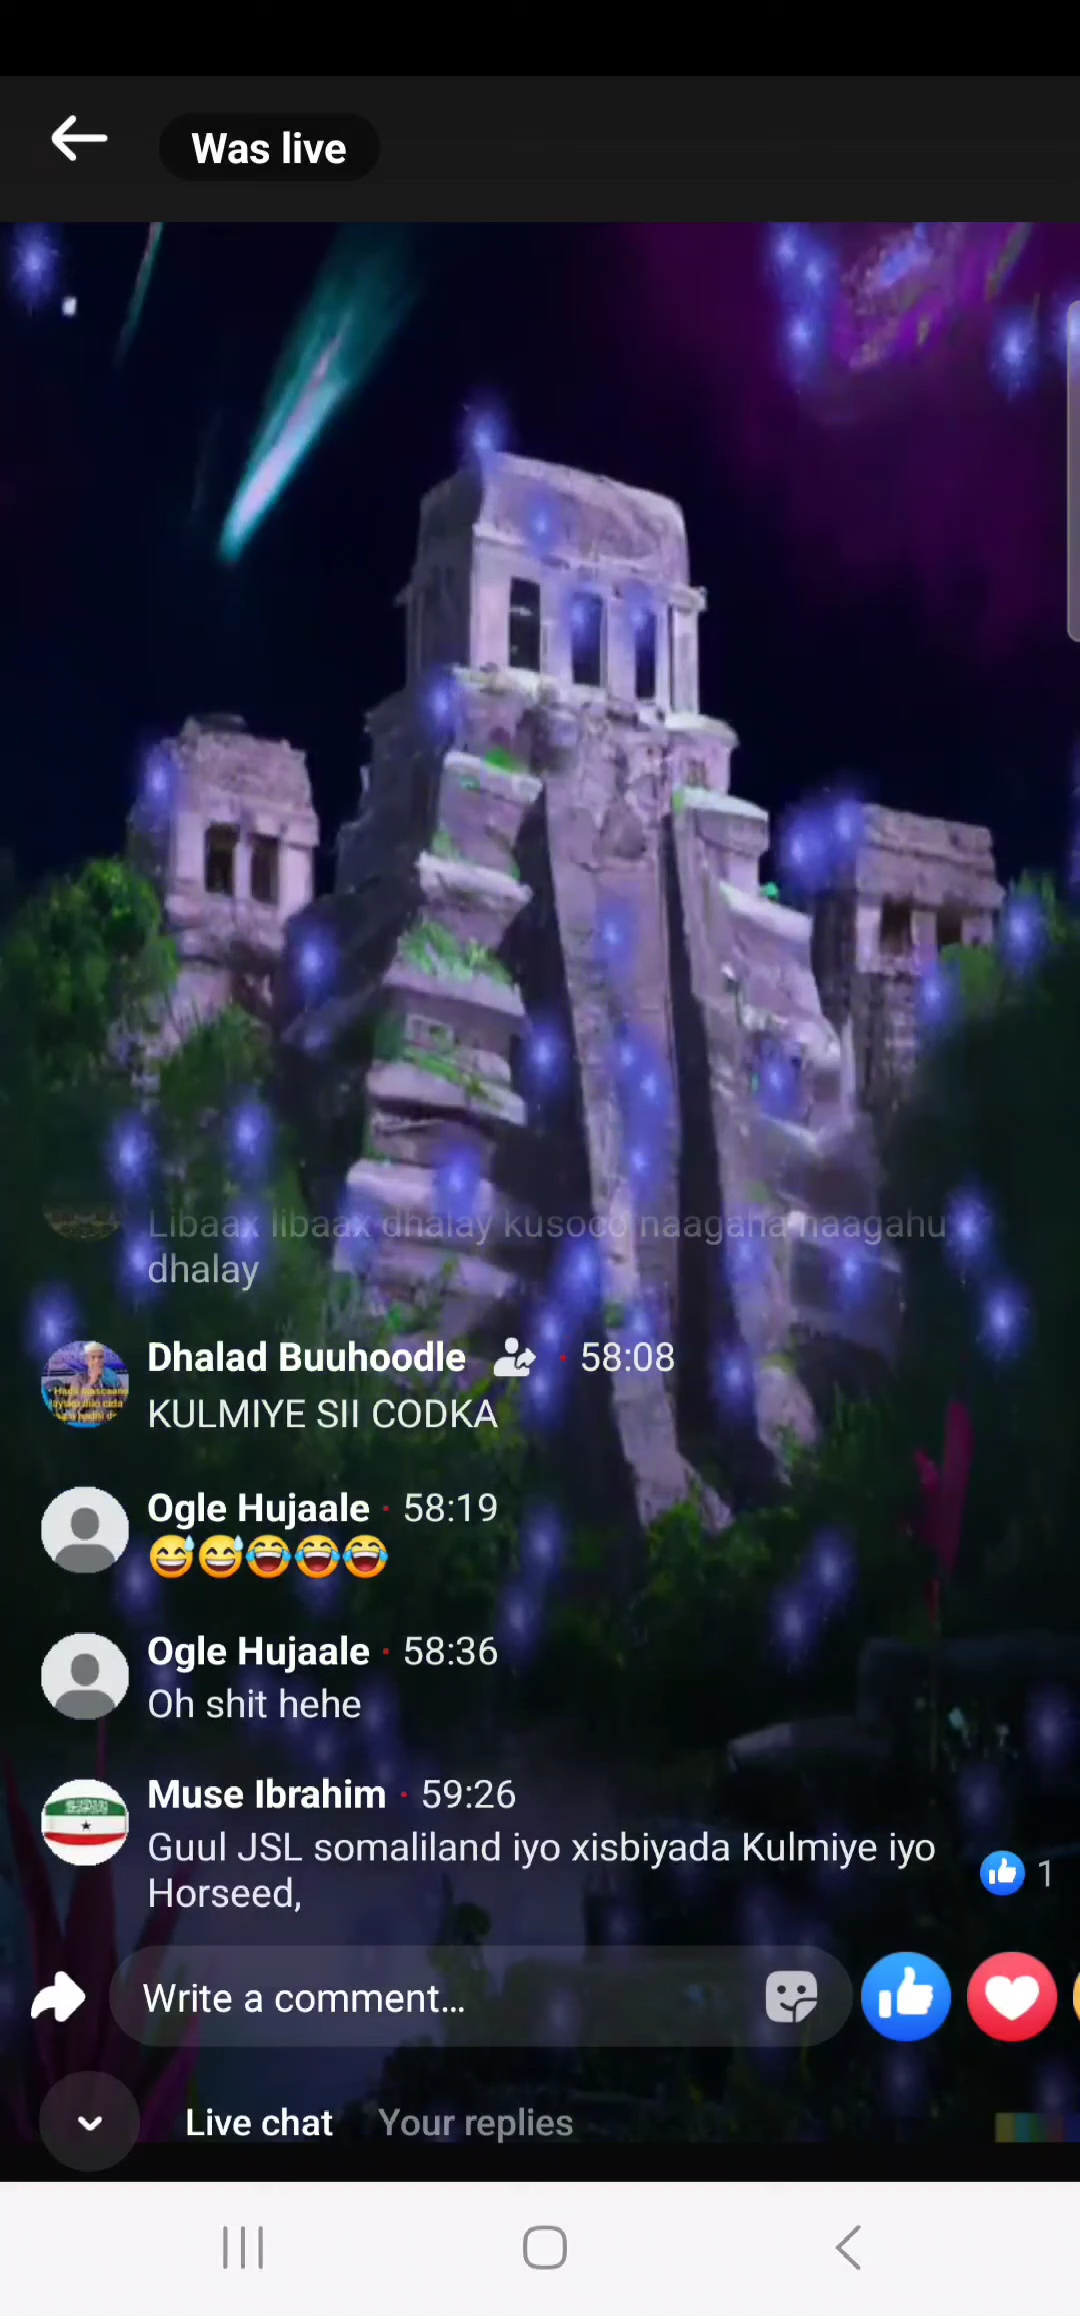 Was live
Libaax libaax dhalay kusoco naagaha naagahu
dhalay
Dhalad Buuhoodle · 58:08
KULMIYE SII CODKA
Ogle Hujaale · 58:19
😅😅😂😂😂
Ogle Hujaale · 58:36
Oh shit hehe
Muse Ibrahim · 59:26
Guul JSL somaliland iyo xisbiyada Kulmiye iyo
Horseed,
1
Write a comment...
Live chat Your replies